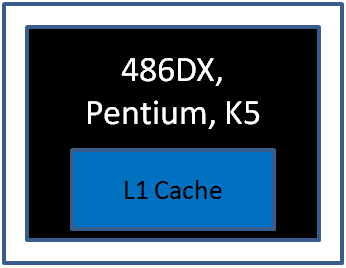 486DX,
Pentium, K5
L1 Cache